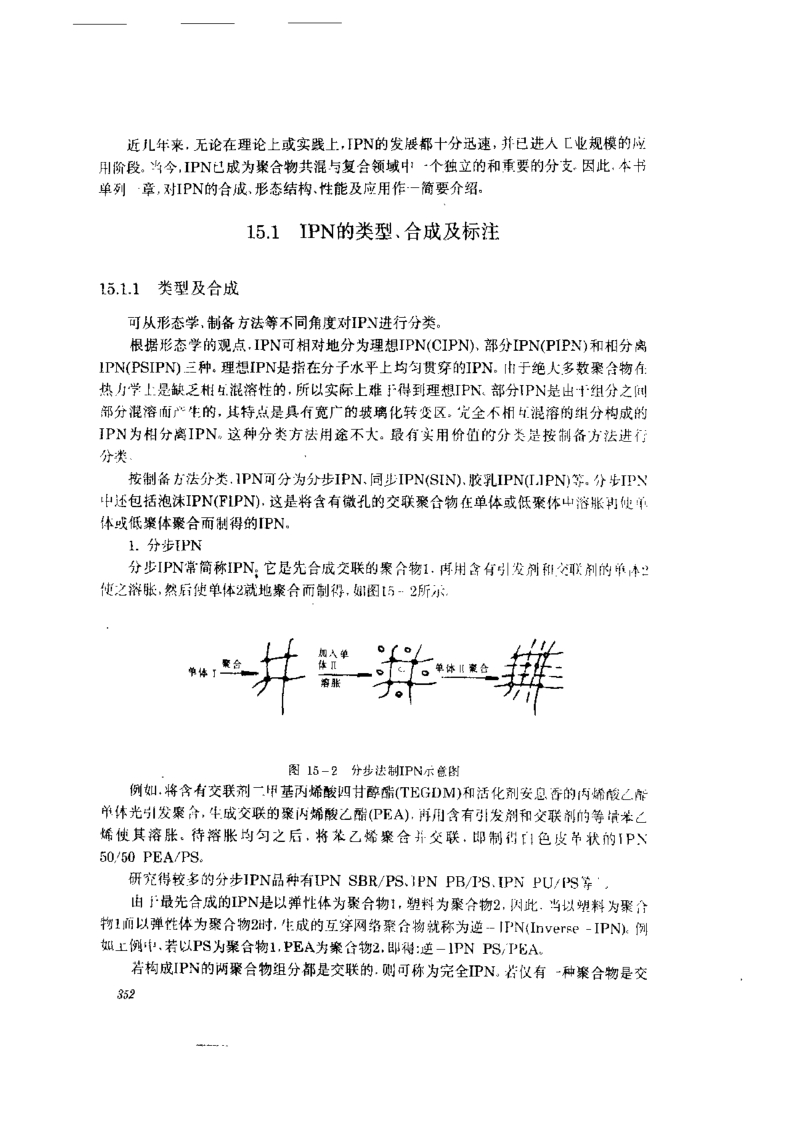 近几年来，无论在理论上或实践上，IPN的发展都十分迅速，并已进入工业规模的应
用阶段。当今，IPN已成为聚合物共混与复合领域中一个独立的和重要的分支。因此，本书
单列一章，对IPN的合成、形态结构、性能及应用作一简要介绍。
15.1 IPN的类型、合成及标注
15.1.1 类型及合成
可从形态学、制备方法等不同角度对IPN进行分类。
根据形态学的观点，IPN可相对地分为理想IPN(CIPN)、部分IPN(PIPN)和相分离
IPN(PSIPN)三种。理想IPN是指在分子水平上均匀贯穿的IPN。由于绝大多数聚合物在
热力学上是缺乏相互混溶性的，所以实际上难于得到理想IPN。部分IPN是由于组分之间
部分混溶而产生的，其特点是具有宽广的玻璃化转变区。完全不相互混溶的组分构成的
IPN为相分离IPN。这种分类方法用途不大。最有实用价值的分类是按制备方法进行
分类.
按制备方法分类，IPN可分为分步IPN、同步IPN(SIN)、胶乳IPN(LIPN)等。分步IPN
中还包括泡沫IPN(FIPN)，这是将含有微孔的交联聚合物在单体或低聚体中溶胀再使单
体或低聚体聚合而制得的IPN。
1. 分步IPN
分步IPN常简称IPN。它是先合成交联的聚合物1，再用含有引发剂和交联剂的单体2
使之溶胀，然后使单体2就地聚合而制得，如图15-2所示.
单体 I 聚合 加入单体 II 溶胀 单体 II 聚合
图 15-2 分步法制IPN示意图
例如，将含有交联剂二甲基丙烯酸四甘醇酯(TEGDM)和活化剂安息香的丙烯酸乙酯
单体光引发聚合，生成交联的聚丙烯酸乙酯(PEA)，再用含有引发剂和交联剂的等量苯乙
烯使其溶胀。待溶胀均匀之后，将苯乙烯聚合并交联，即制得白色皮革状的IPN
50/50 PEA/PS。
研究得较多的分步IPN品种有IPN SBR/PS、IPN PB/PS、IPN PU/PS等
由于最先合成的IPN是以弹性体为聚合物1，塑料为聚合物2，因此，当以塑料为聚合
物1而以弹性体为聚合物2时，生成的互穿网络聚合物就称为逆-IPN(Inverse -IPN)。例
如上例中，若以PS为聚合物1，PEA为聚合物2，即得：逆-IPN PS/PEA。
若构成IPN的两聚合物组分都是交联的，则可称为完全IPN。若仅有一种聚合物是交
352